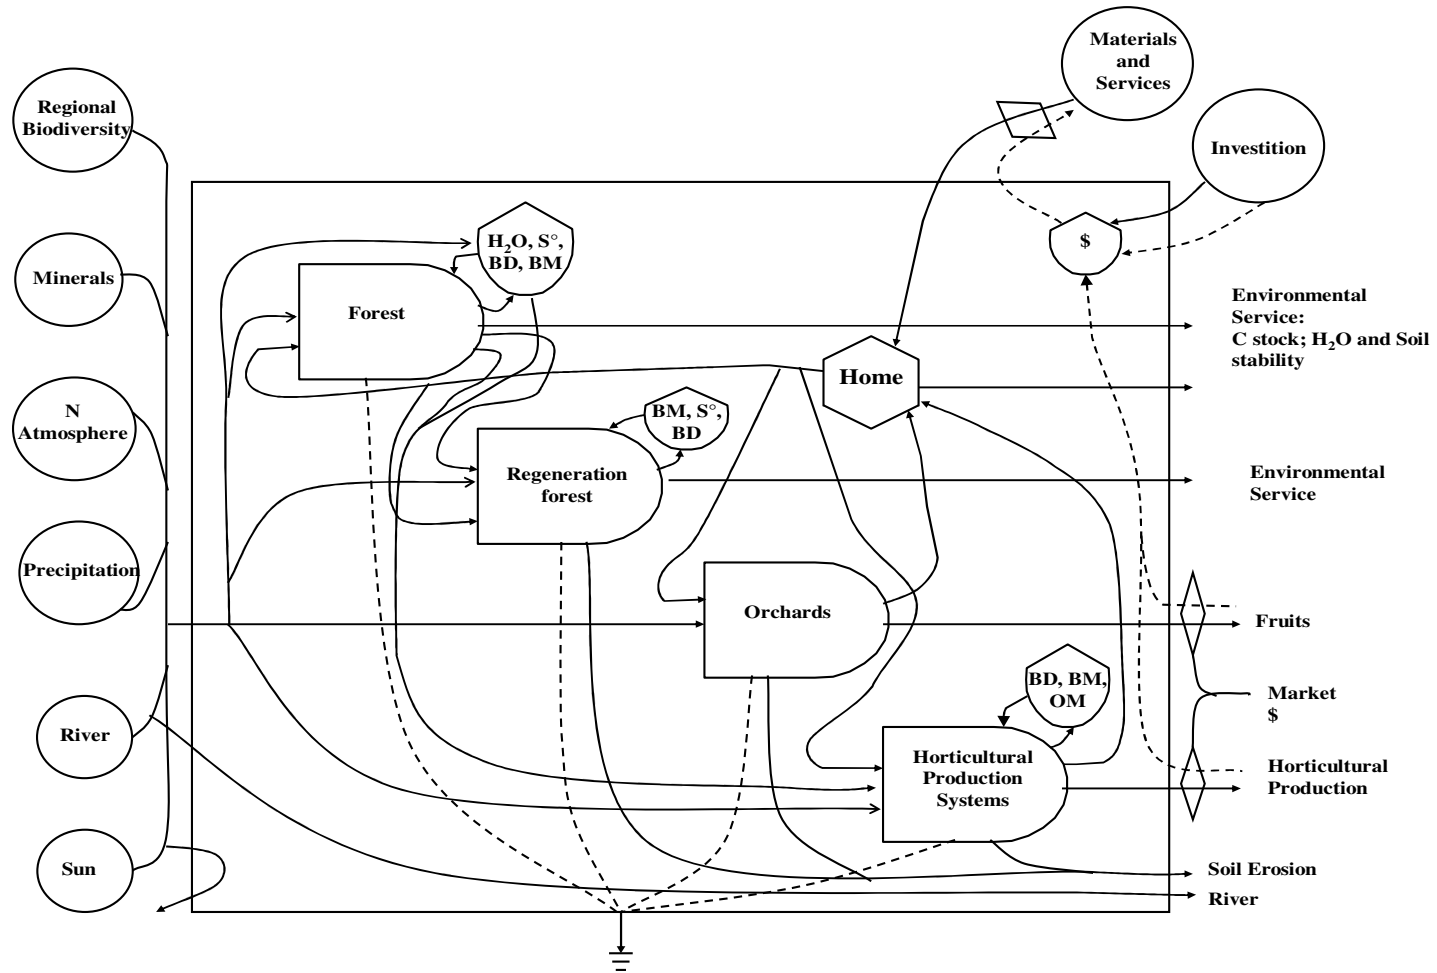 Materials
and
Services
Regional
Biodiversity
Investition
H₂O, S°,
BD, BM
$
Minerals
Forest
Environmental
Service:
C stock; H₂O and Soil
stability
Home
N
Atmosphere
BM, S°,
BD
Regeneration
forest
Environmental
Service
Precipitation
Orchards
Fruits
BD, BM,
OM
Market
$
River
Horticultural
Production
Systems
Horticultural
Production
Sun
Soil Erosion
River